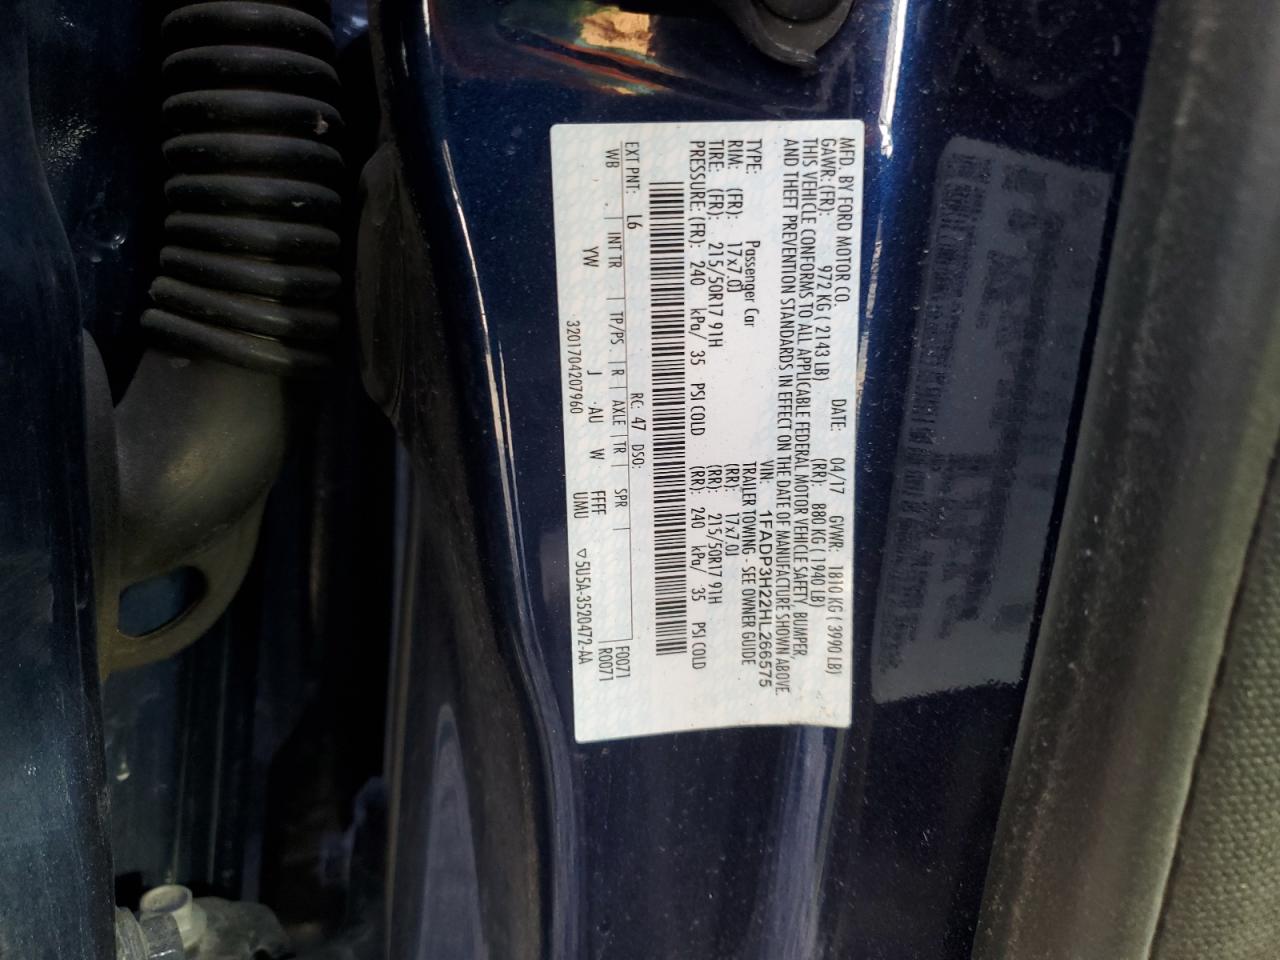 MFD. BY FORD MOTOR CO.
DATE: 04/17 GVWR: 1810 KG ( 3990 LB)
GAWR: (FR): 972 KG ( 2143 LB) (RR): 880 KG ( 1940 LB)
THIS VEHICLE CONFORMS TO ALL APPLICABLE FEDERAL MOTOR VEHICLE SAFETY, BUMPER,
AND THEFT PREVENTION STANDARDS IN EFFECT ON THE DATE OF MANUFACTURE SHOWN ABOVE.
VIN: 1FADP3H22HL266575
TYPE: Passenger Car TRAILER TOWING - SEE OWNER GUIDE
RIM: (FR): 17x7.0J (RR): 17x7.0J
TIRE: (FR): 215/50R17 91H (RR): 215/50R17 91H
PRESSURE: (FR): 240 kPa/ 35 PSI COLD (RR): 240 kPa/ 35 PSI COLD
EXT PNT: L6 RC: 47 DSO: F0071
WB INT TR TP/PS R AXLE TR SPR R0071
YW J AU W FFFF
UMU
3201704207960 ▽5U5A-3520472-AA